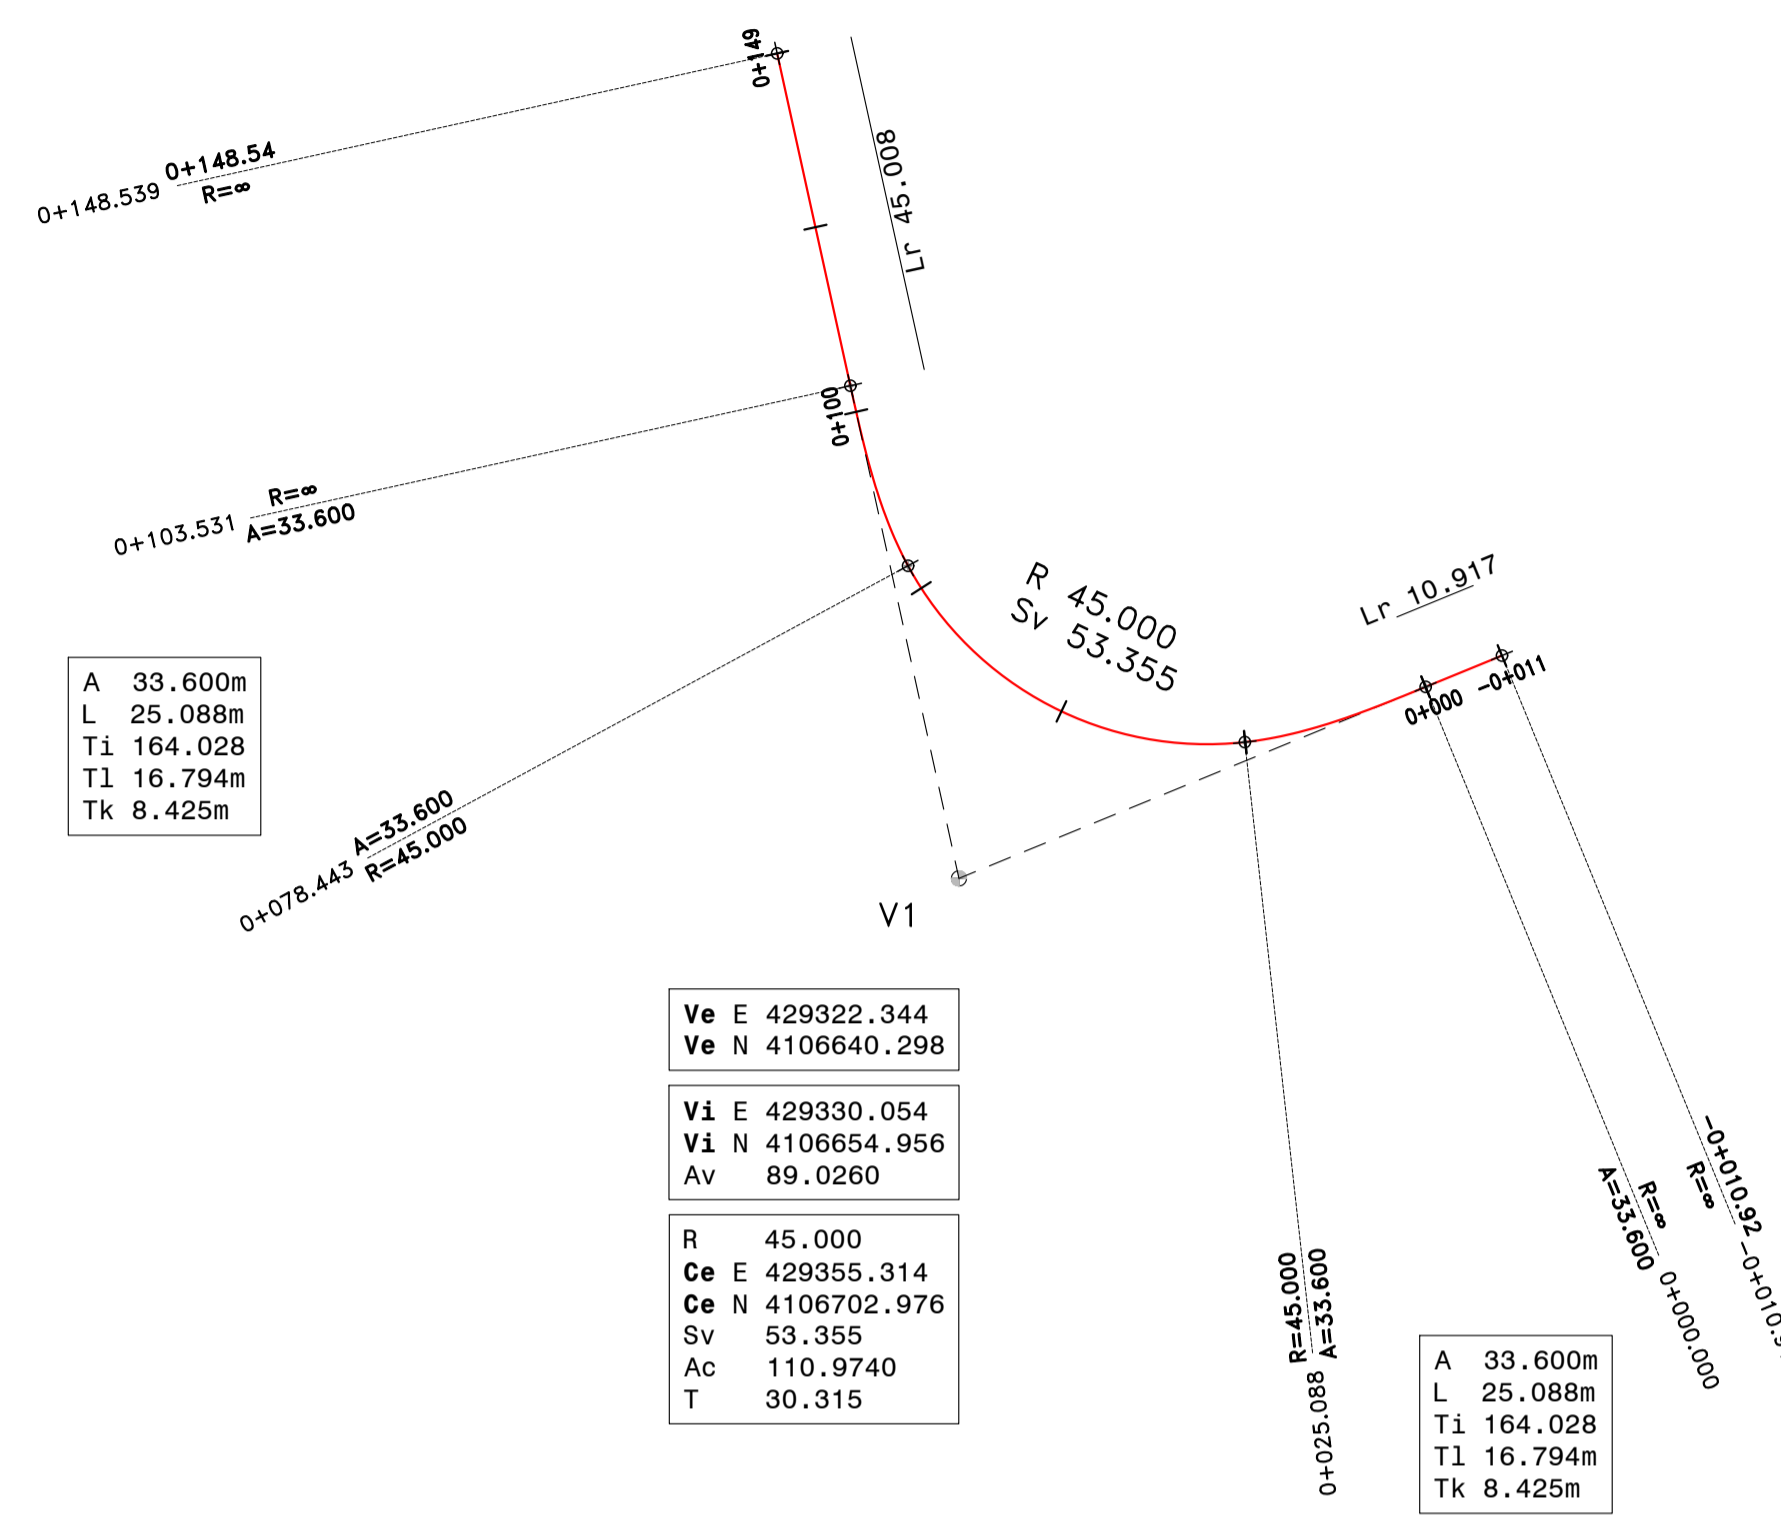 0+149
Lr 45.008
0+148.54
0+148.539
R=∞
0+100
R=∞
0+103.531
A=33.600
R 45.000
Sv 53.355
Lr 10.917
-0+011
0+000
A 33.600m
L 25.088m
Ti 164.028
Tl 16.794m
Tk 8.425m
A=33.600
0+078.443
R=45.000
V1
Ve E 429322.344
Ve N 4106640.298
Vi E 429330.054
Vi N 4106654.956
Av 89.0260
R 45.000
Ce E 429355.314
Ce N 4106702.976
Sv 53.355
Ac 110.9740
T 30.315
R=45.000
A=33.600
0+025.088
R=∞
A=33.600
0+000.000
-0+010.92
R=∞
A 33.600m
L 25.088m
Ti 164.028
Tl 16.794m
Tk 8.425m